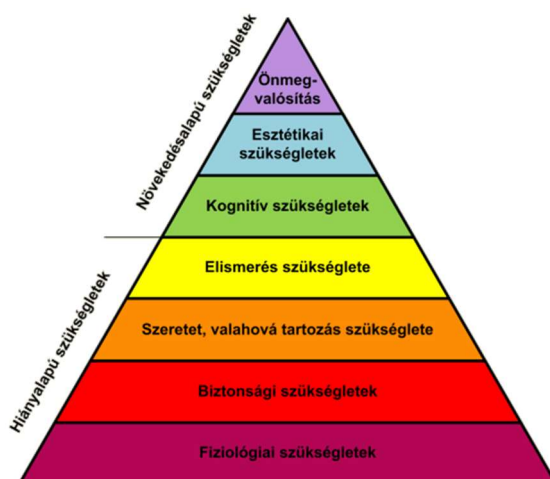 Növekedésalapú szükségletek
Önmeg-
valósítás
Esztétikai
szükségletek
Kognitív szükségletek
Hiányalapú szükségletek
Elismerés szükséglete
Szeretet, valahová tartozás szükséglete
Biztonsági szükségletek
Fiziológiai szükségletek